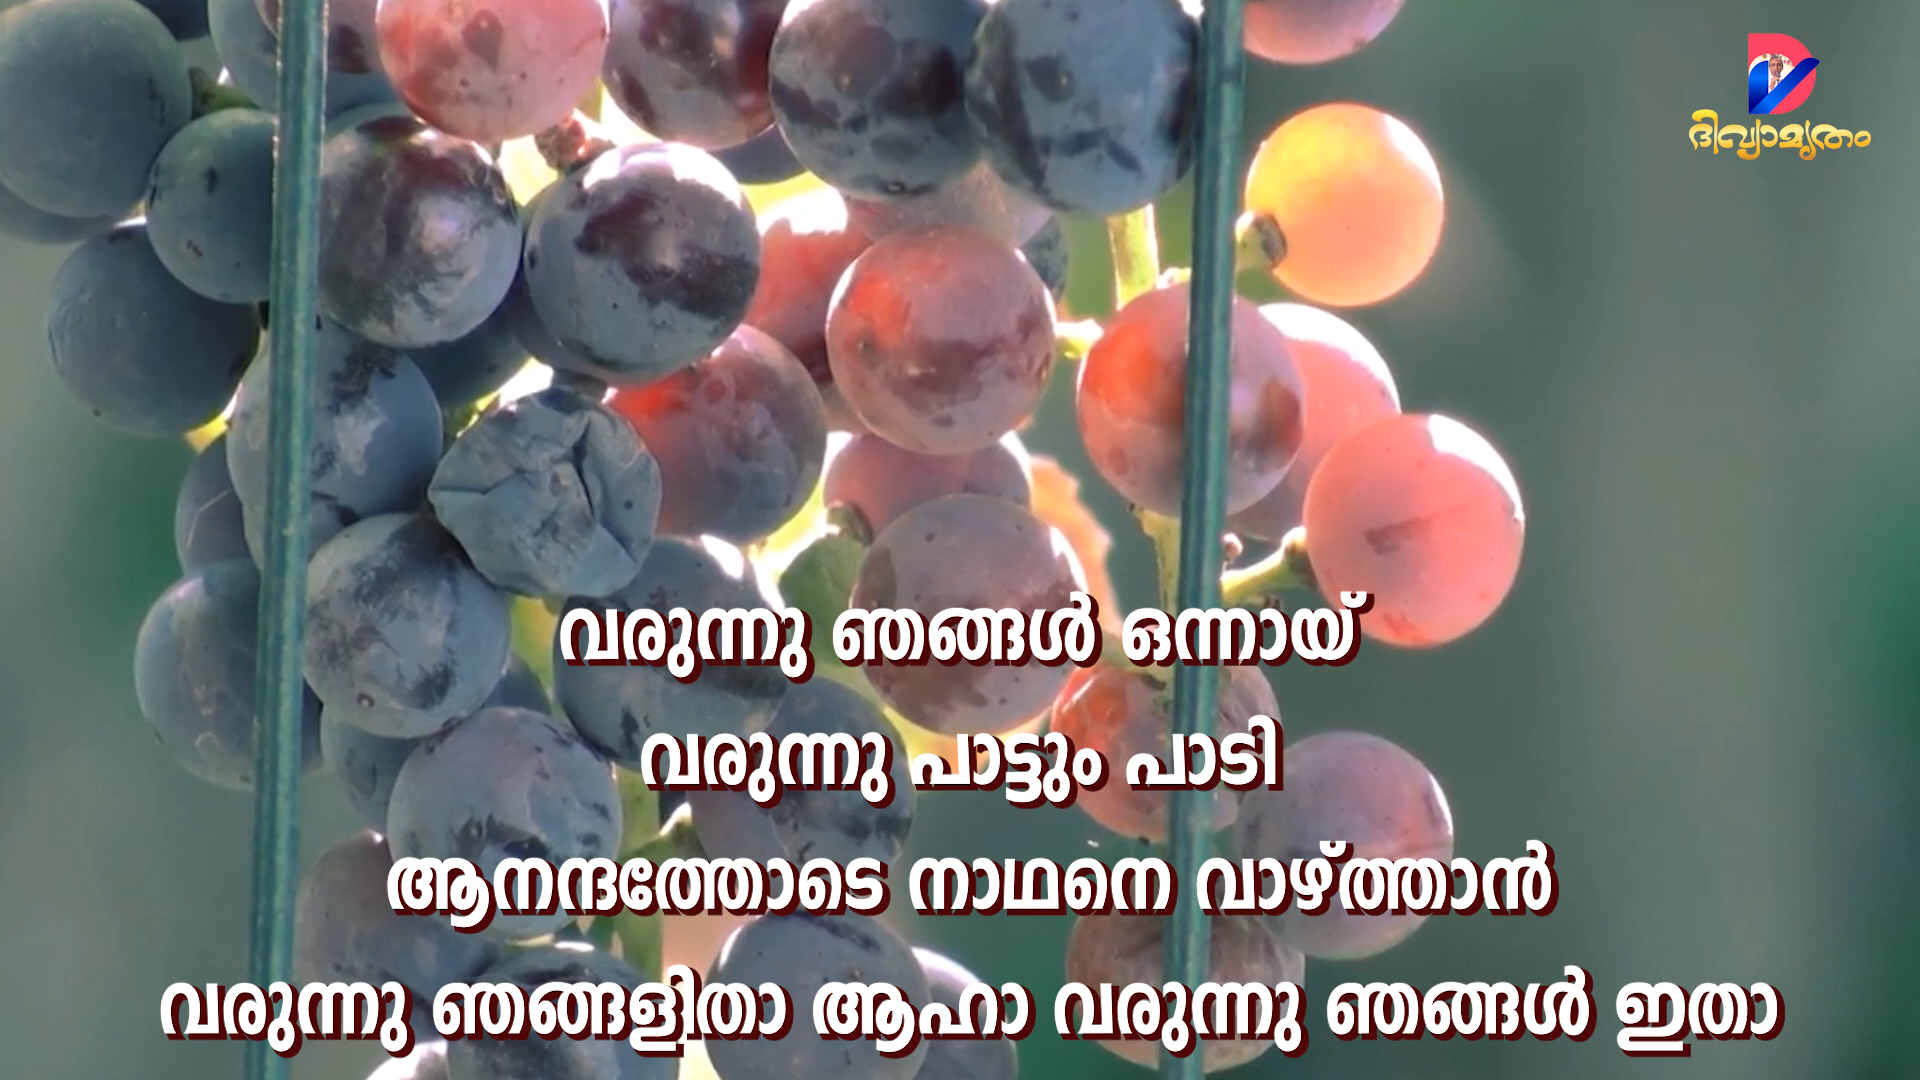 ദിവ്യാമൃതം
വരുന്നു ഞങ്ങൾ ഒന്നായ്
വരുന്നു പാട്ടും പാടി
ആനന്ദത്തോടെ നാഥനെ വാഴ്ത്താൻ
വരുന്നു ഞങ്ങളിതാ ആഹാ വരുന്നു ഞങ്ങൾ ഇതാ